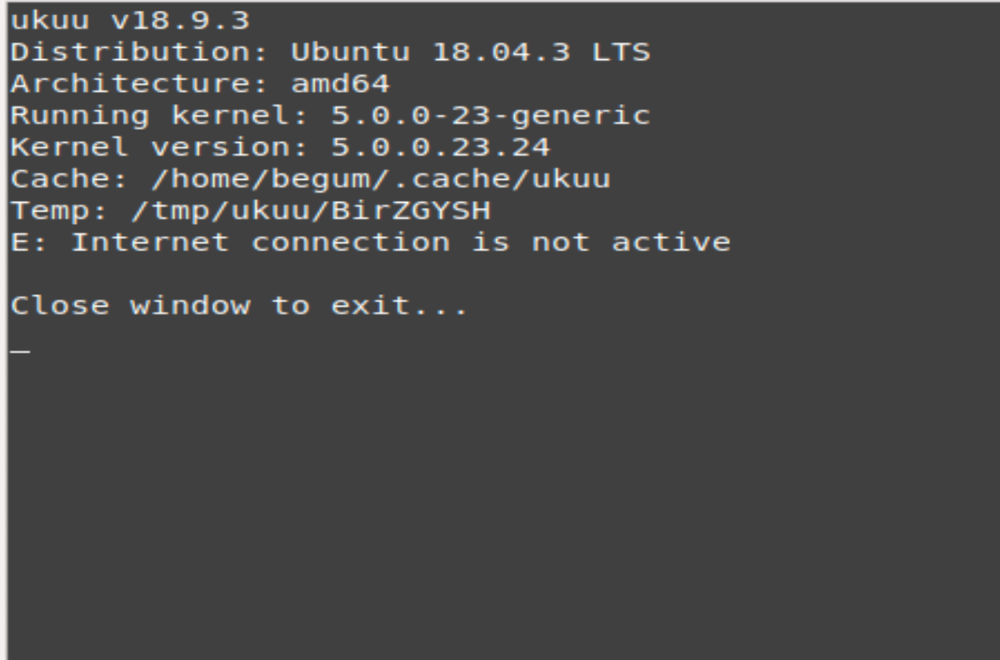 ukuu v18.9.3
Distribution: Ubuntu 18.04.3 LTS
Architecture: amd64
Running kernel: 5.0.0-23-generic
Kernel version: 5.0.0.23.24
Cache: /home/begum/.cache/ukuu
Temp: /tmp/ukuu/BirZGYSH
E: Internet connection is not active
Close window to exit...
_